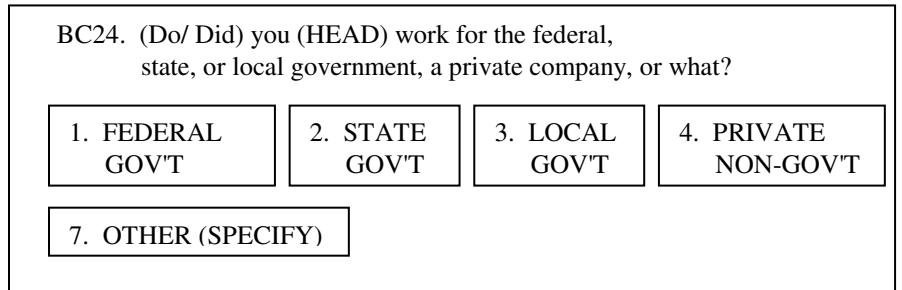 BC24. (Do/ Did) you (HEAD) work for the federal,
state, or local government, a private company, or what?
1. FEDERAL
GOV'T
2. STATE
GOV'T
3. LOCAL
GOV'T
4. PRIVATE
NON-GOV'T
7. OTHER (SPECIFY)